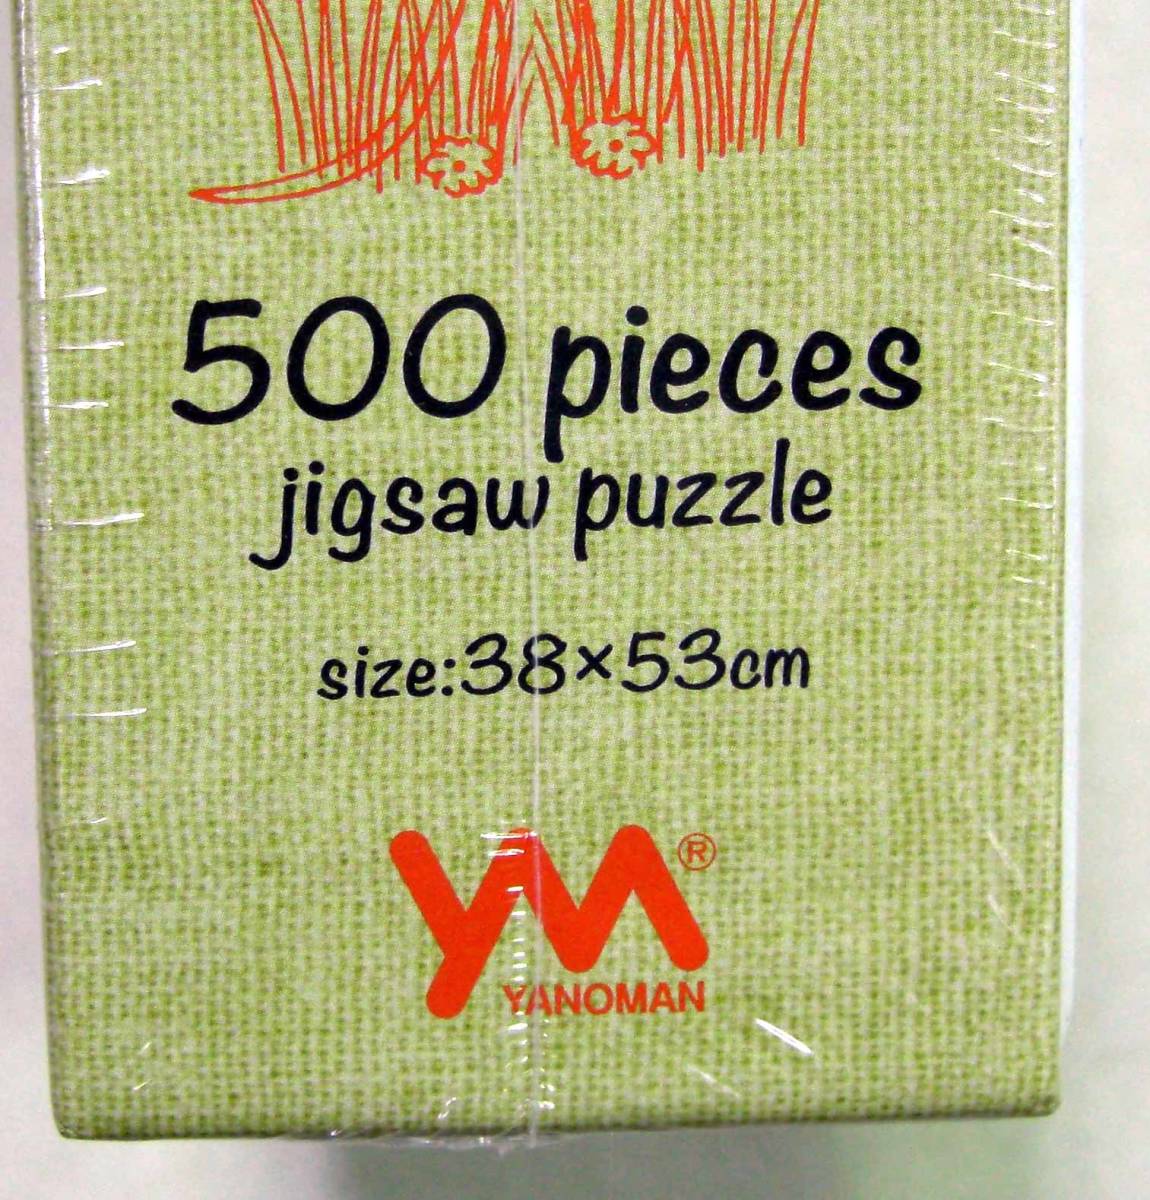 500 pieces
jigsaw puzzle
size:38×53cm
YM®
YANOMAN